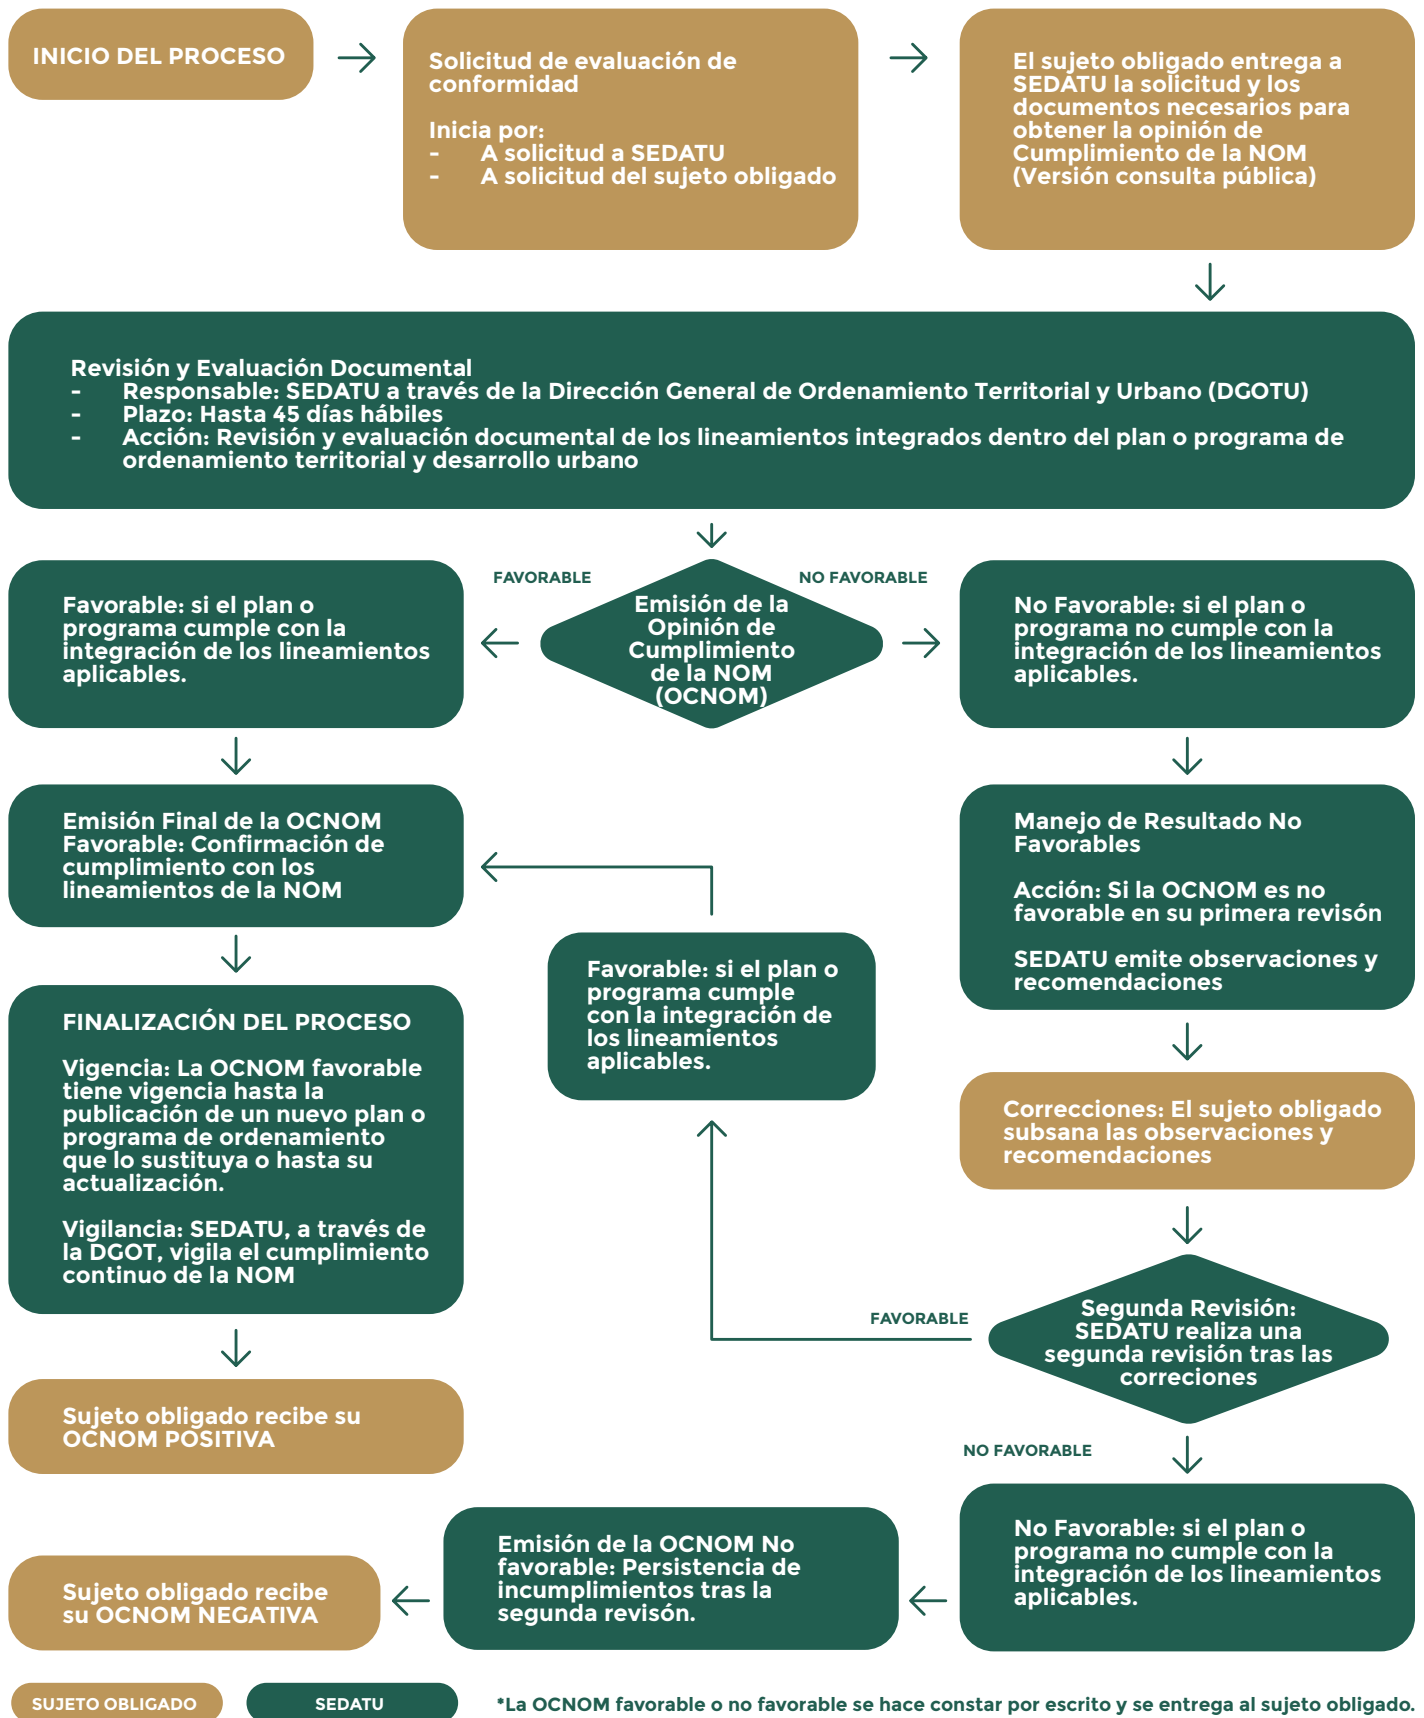 INICIO DEL PROCESO
Solicitud de evaluación de
conformidad
Inicia por:
- A solicitud a SEDATU
- A solicitud del sujeto obligado
El sujeto obligado entrega a
SEDATU la solicitud y los
documentos necesarios para
obtener la opinión de
Cumplimiento de la NOM
(Versión consulta pública)
Revisión y Evaluación Documental
- Responsable: SEDATU a través de la Dirección General de Ordenamiento Territorial y Urbano (DGOTU)
- Plazo: Hasta 45 días hábiles
- Acción: Revisión y evaluación documental de los lineamientos integrados dentro del plan o programa de
ordenamiento territorial y desarrollo urbano
FAVORABLE
NO FAVORABLE
Emisión de la
Opinión de
Cumplimiento
de la NOM
(OCNOM)
Favorable: si el plan o
programa cumple con la
integración de los lineamientos
aplicables.
No Favorable: si el plan o
programa no cumple con la
integración de los lineamientos
aplicables.
Emisión Final de la OCNOM
Favorable: Confirmación de
cumplimiento con los
lineamientos de la NOM
Manejo de Resultado No
Favorables
Acción: Si la OCNOM es no
favorable en su primera revisón
SEDATU emite observaciones y
recomendaciones
Favorable: si el plan o
programa cumple
con la integración de
los lineamientos
aplicables.
FINALIZACIÓN DEL PROCESO
Vigencia: La OCNOM favorable
tiene vigencia hasta la
publicación de un nuevo plan o
programa de ordenamiento
que lo sustituya o hasta su
actualización.
Vigilancia: SEDATU, a través de
la DGOT, vigila el cumplimiento
continuo de la NOM
Correcciones: El sujeto obligado
subsana las observaciones y
recomendaciones
FAVORABLE
Segunda Revisión:
SEDATU realiza una
segunda revisión tras las
correciones
Sujeto obligado recibe su
OCNOM POSITIVA
NO FAVORABLE
No Favorable: si el plan o
programa no cumple con la
integración de los lineamientos
aplicables.
Emisión de la OCNOM No
favorable: Persistencia de
incumplimientos tras la
segunda revisón.
Sujeto obligado recibe
su OCNOM NEGATIVA
SUJETO OBLIGADO
SEDATU
*La OCNOM favorable o no favorable se hace constar por escrito y se entrega al sujeto obligado.